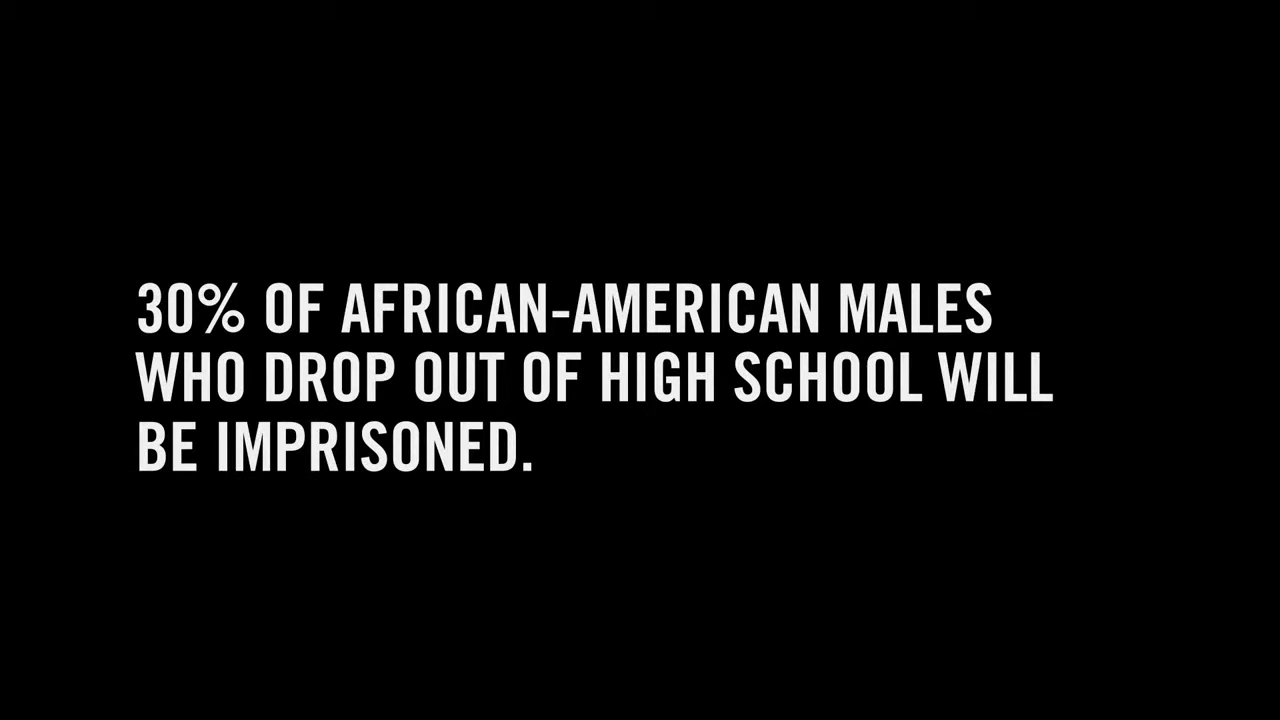 30% OF AFRICAN-AMERICAN MALES
WHO DROP OUT OF HIGH SCHOOL WILL
BE IMPRISONED.